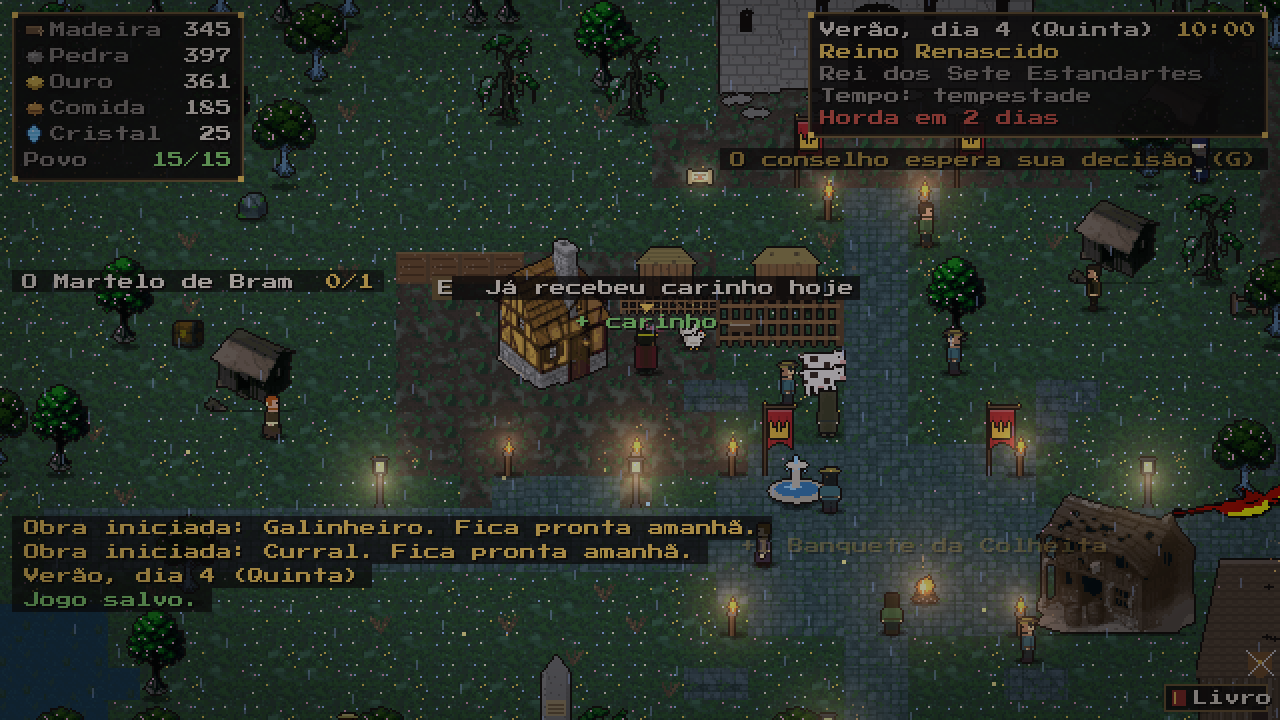 Madeira 345
Pedra 397
Ouro 361
Comida 185
Cristal 25
Povo 15/15
Verão, dia 4 (Quinta) 10:00
Reino Renascido
Rei dos Sete Estandartes
Tempo: tempestade
Horda em 2 dias
O conselho espera sua decisão (G)
O Martelo de Bram 0/1
E
Já recebeu carinho hoje
+ carinho
Obra iniciada: Galinheiro. Fica pronta amanhã.
Obra iniciada: Curral. Fica pronta amanhã.
Verão, dia 4 (Quinta)
Jogo salvo.
+ Banquete da Colheita
Livro